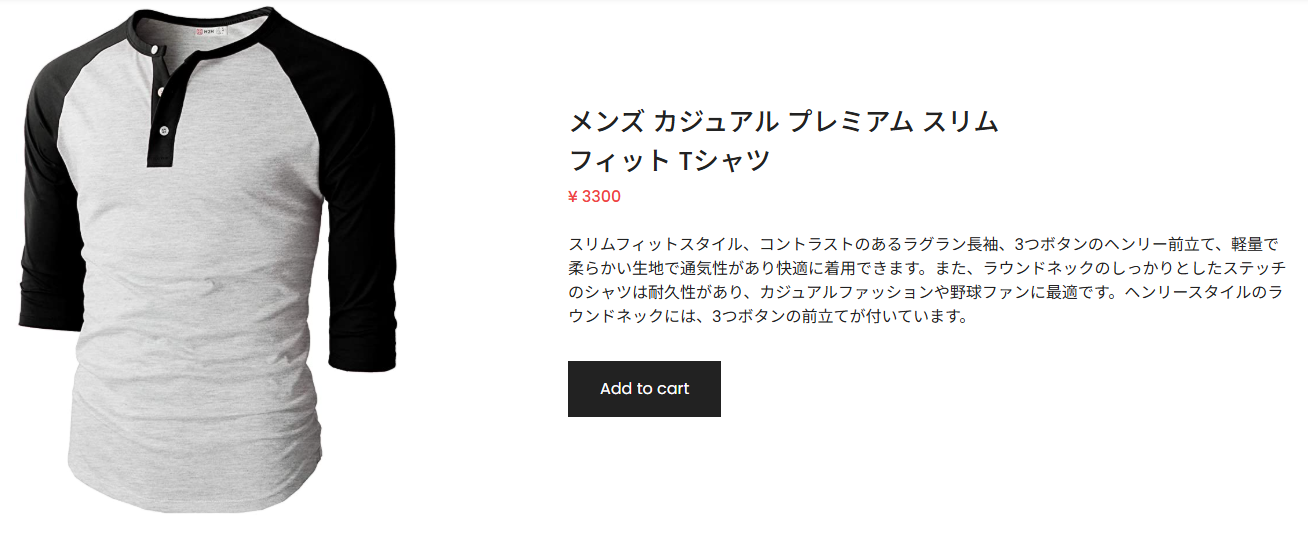 メンズ カジュアル プレミアム スリム
フィット Tシャツ
¥ 3300
スリムフィットスタイル、コントラストのあるラグラン長袖、3つボタンのヘンリー前立て、軽量で
柔らかい生地で通気性があり快適に着用できます。また、ラウンドネックのしっかりとしたステッチ
のシャツは耐久性があり、カジュアルファッションや野球ファンに最適です。ヘンリースタイルのラ
ウンドネックには、3つボタンの前立てが付いています。
Add to cart